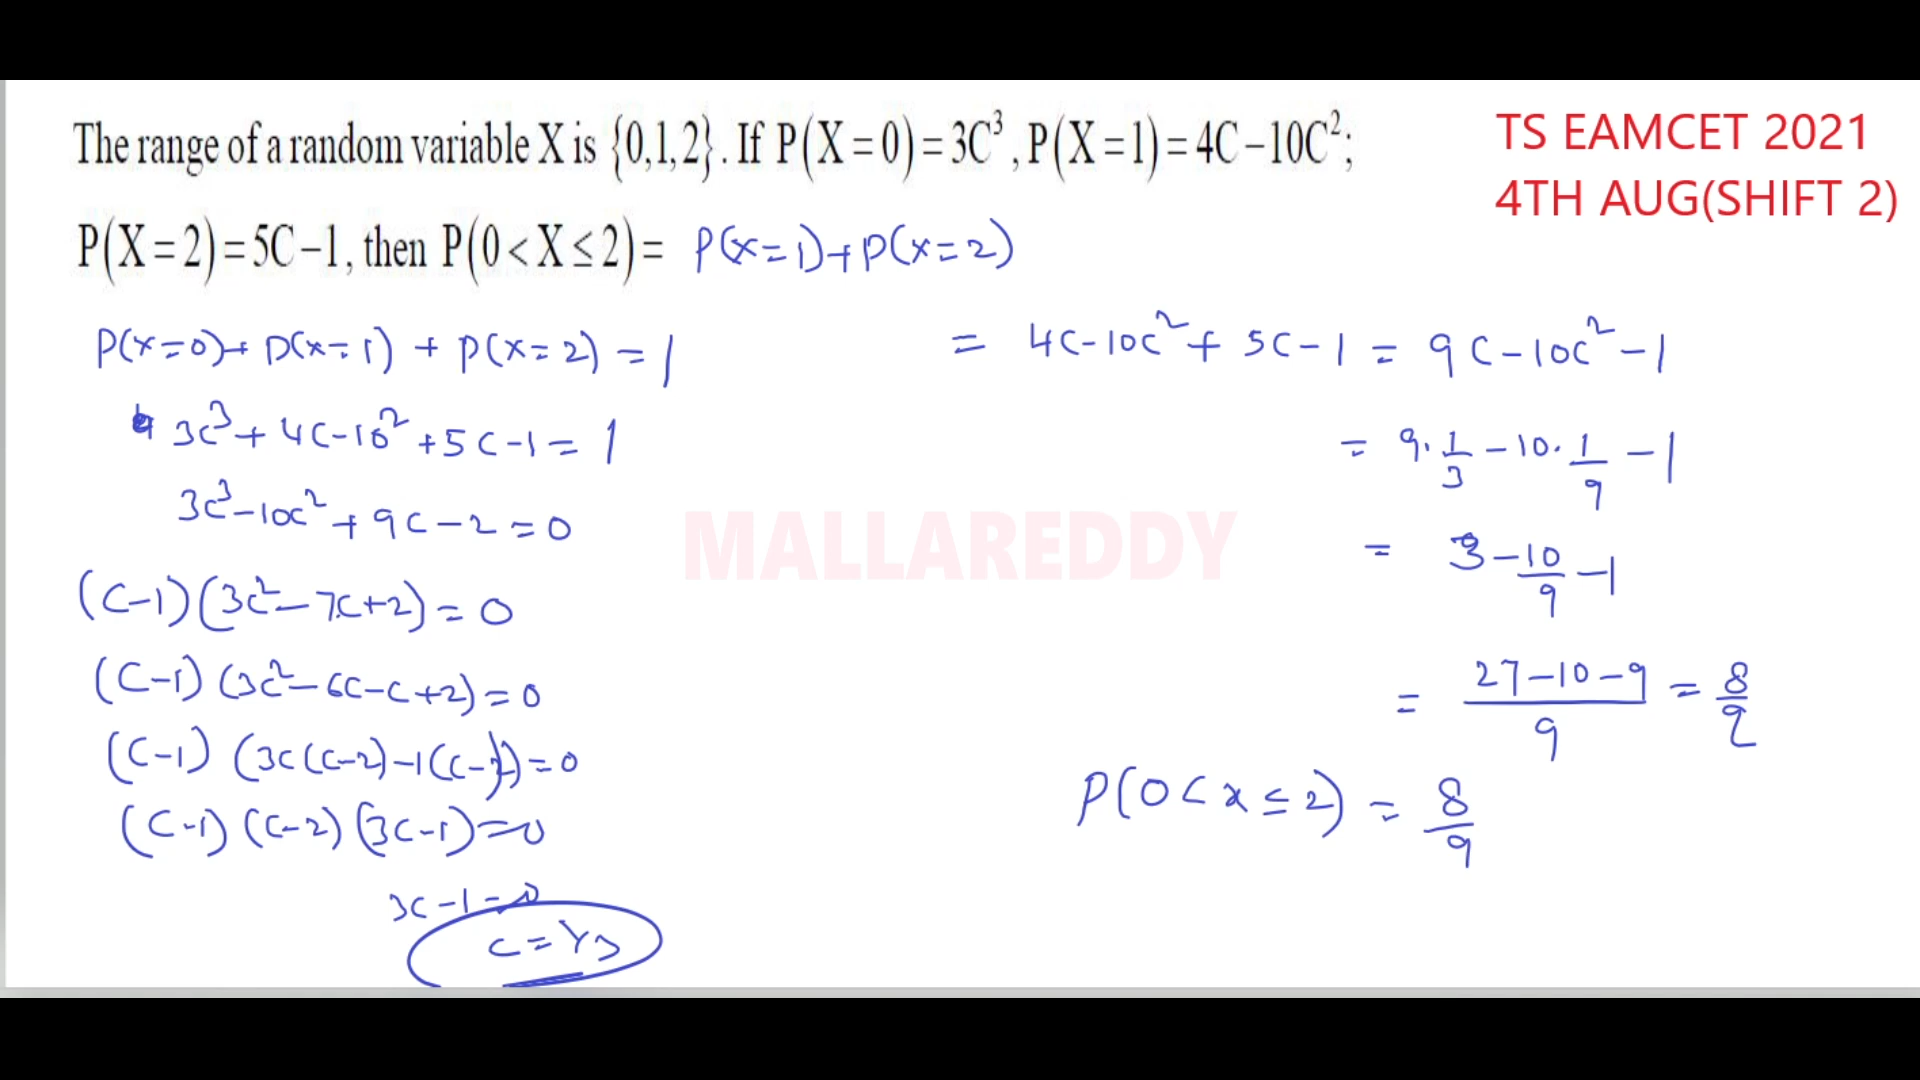 The range of a random variable X is {0,1,2}. If P(X=0)=3C³, P(X=1)=4C−10C²;
P(X=2)=5C−1, then P(0<X≤2)= P(x=1)+P(x=2)
TS EAMCET 2021
4TH AUG(SHIFT 2)
P(x=0)+P(x=1)+P(x=2)=1
3c³+4c-10²+5c-1=1
3c³-10c²+9c-2=0
(c-1)(3c²-7c+2)=0
(c-1)(3c²-6c-c+2)=0
(c-1)(3c(c-2)-1(c-2))=0
(c-1)(c-2)(3c-1)=0
3c-1=0
c=1/3
= 4c-10c²+5c-1 = 9c-10c²-1
= 9·1/3-10·1/9-1
= 3-10/9-1
= (27-10-9)/9 = 8/9
P(0<x≤2) = 8/9
MALLAREDDY